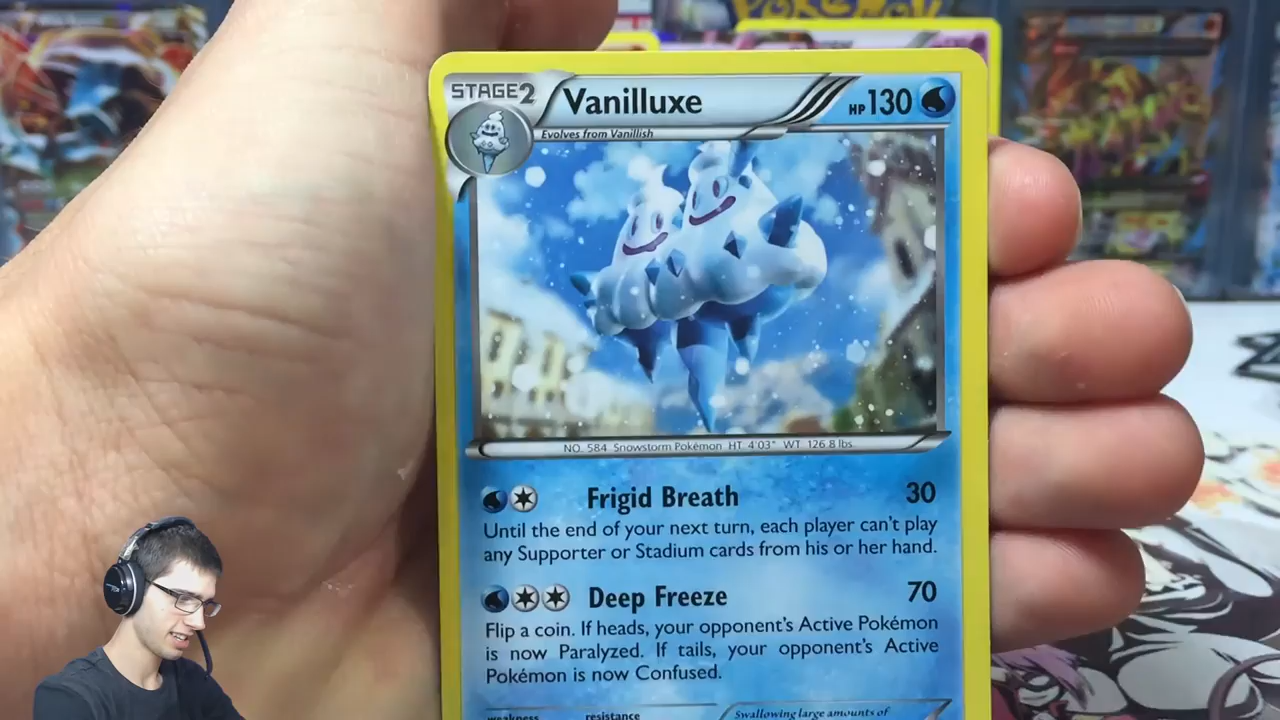 POKÉMON
STAGE2
Vanilluxe
HP 130
Evolves from Vanillish
NO. 584 Snowstorm Pokémon HT 4'03" WT 126.8 lbs.
Frigid Breath 30
Until the end of your next turn, each player can't play
any Supporter or Stadium cards from his or her hand.
Deep Freeze 70
Flip a coin. If heads, your opponent's Active Pokémon
is now Paralyzed. If tails, your opponent's Active
Pokémon is now Confused.
weakness resistance Swallowing large amounts of